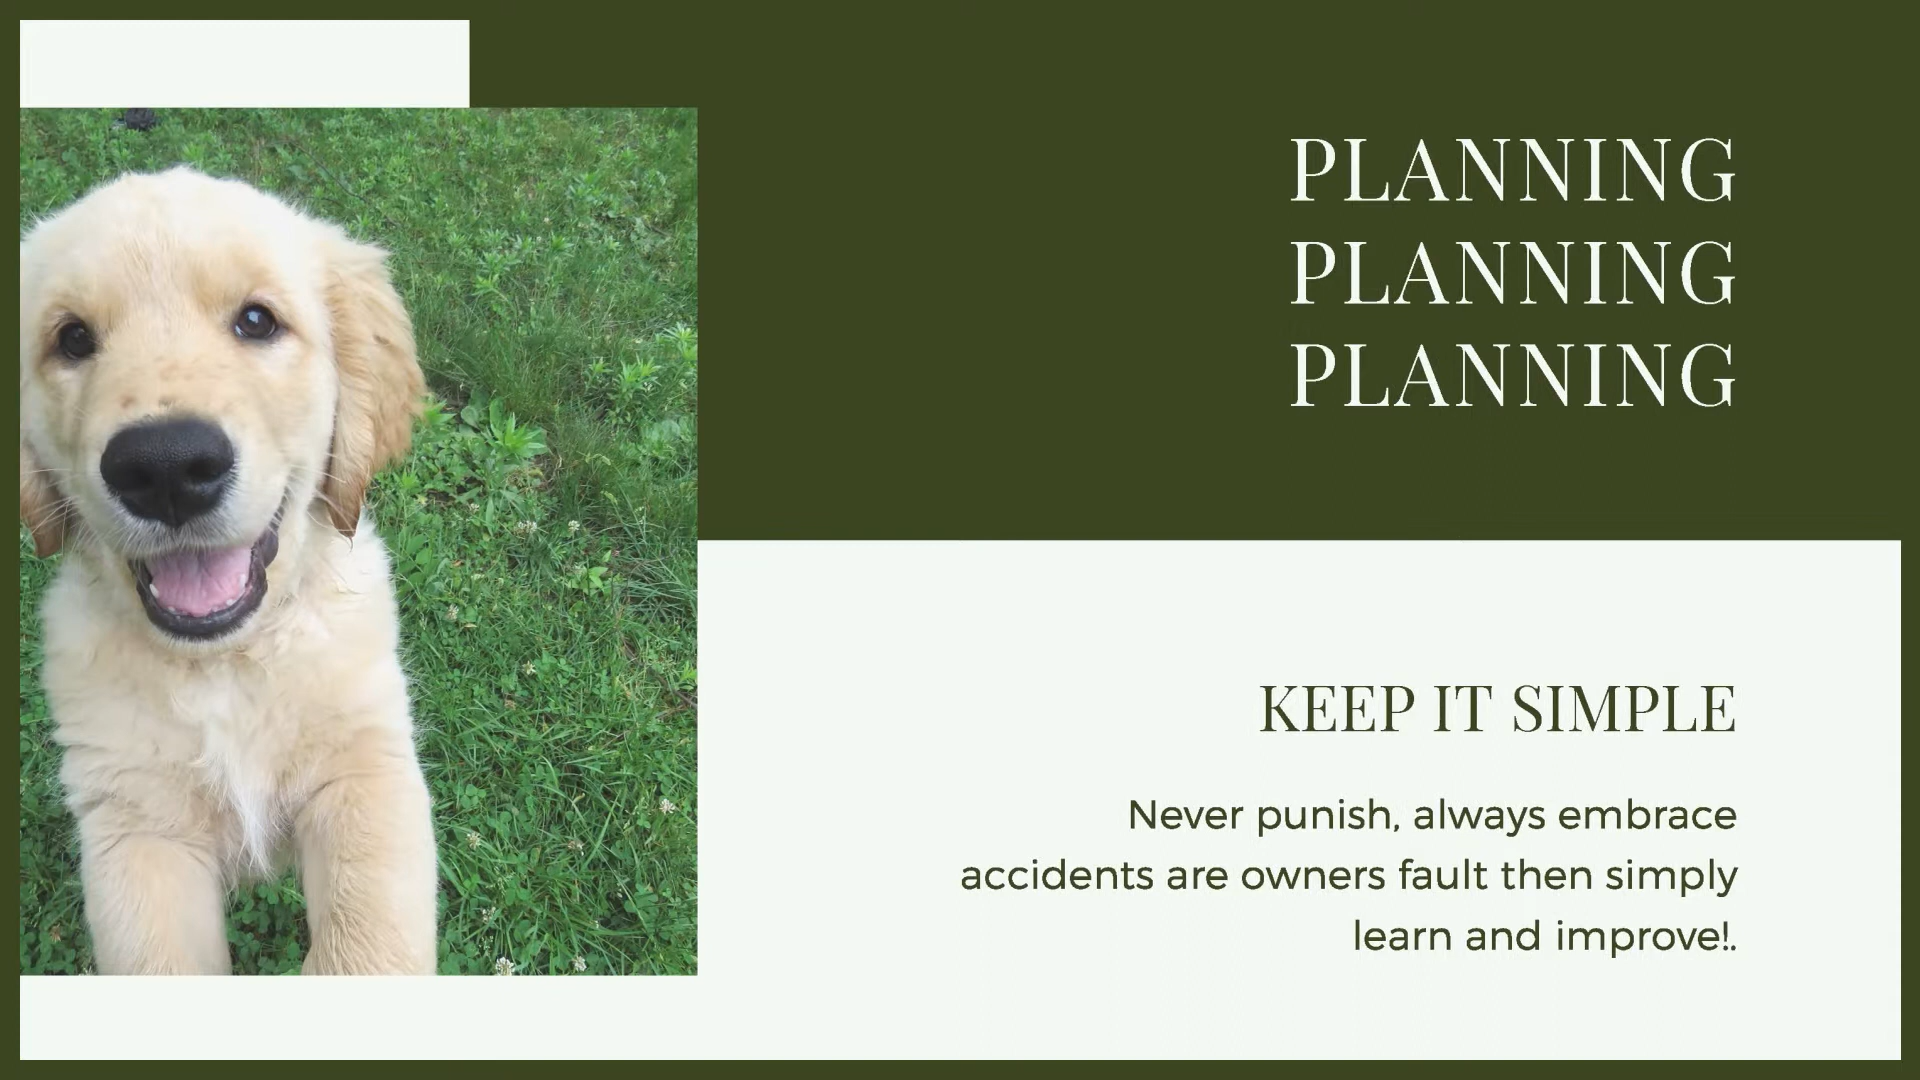 PLANNING
PLANNING
PLANNING
KEEP IT SIMPLE
Never punish, always embrace
accidents are owners fault then simply
learn and improve!.